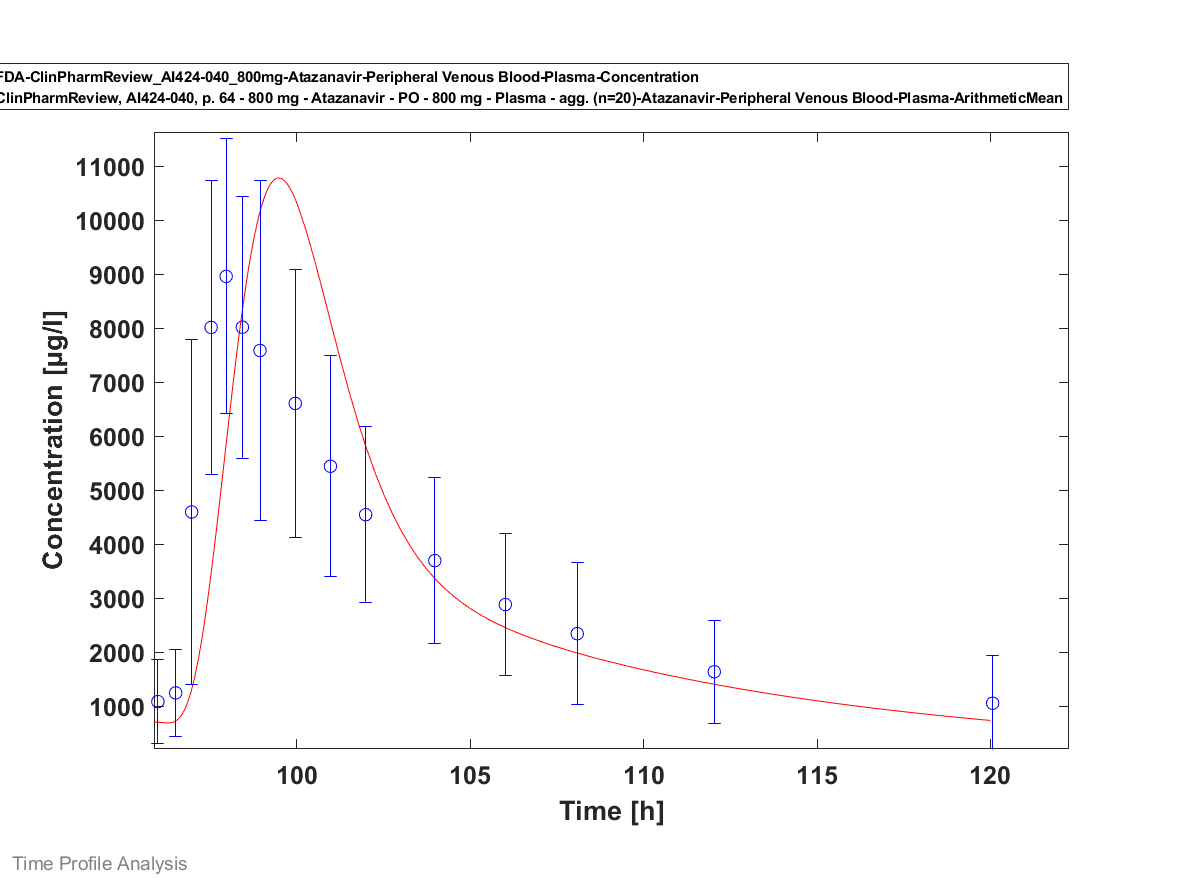 FDA-ClinPharmReview_AI424-040_800mg-Atazanavir-Peripheral Venous Blood-Plasma-Concentration
ClinPharmReview, AI424-040, p. 64 - 800 mg - Atazanavir - PO - 800 mg - Plasma - agg. (n=20)-Atazanavir-Peripheral Venous Blood-Plasma-ArithmeticMean
11000
10000
9000
8000
7000
6000
5000
4000
3000
2000
1000
Concentration [µg/l]
100 105 110 115 120
Time [h]
Time Profile Analysis